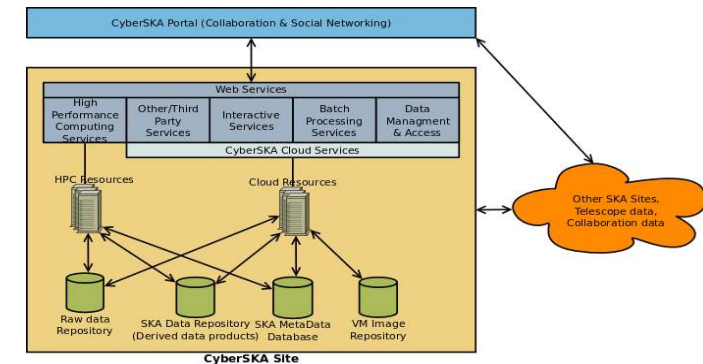 CyberSKA Portal (Collaboration & Social Networking)
Web Services
High
Performance
Computing
Services
Other/Third
Party
Services
Interactive
Services
Batch
Processing
Services
Data
Managment
& Access
CyberSKA Cloud Services
HPC Resources
Cloud Resources
Other SKA Sites,
Telescope data,
Collaboration data
Raw data
Repository
SKA Data Repository
(Derived data products)
SKA MetaData
Database
VM Image
Repository
CyberSKA Site